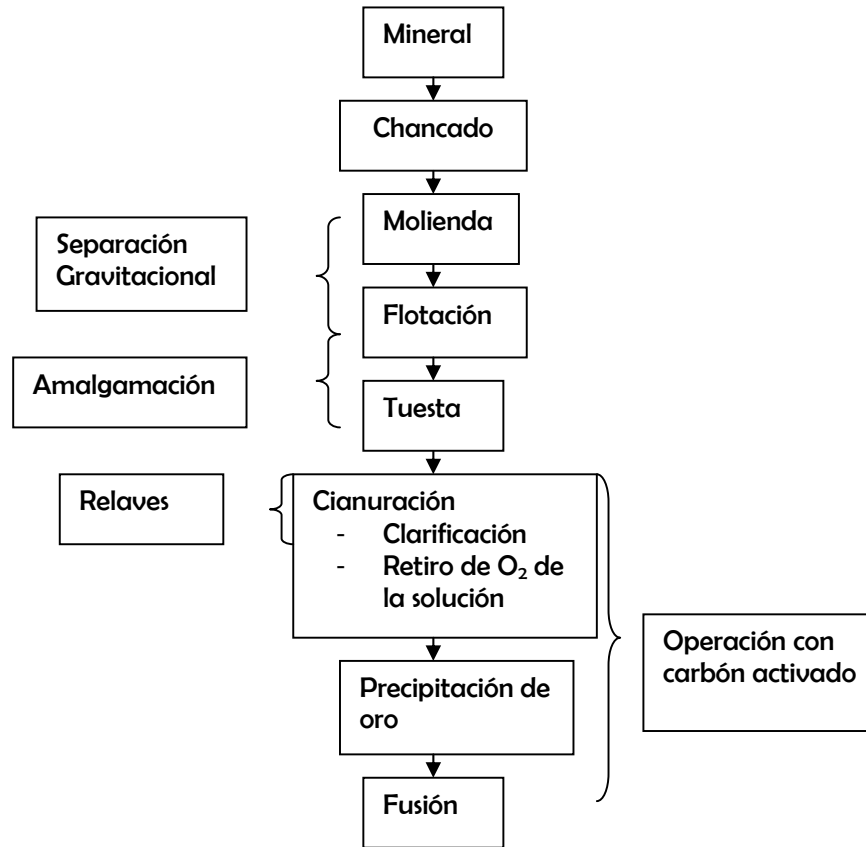 Mineral
Chancado
Molienda
Separación
Gravitacional
Flotación
Amalgamación
Tuesta
Relaves
Cianuración
- Clarificación
- Retiro de O₂ de
la solución
Operación con
carbón activado
Precipitación de
oro
Fusión